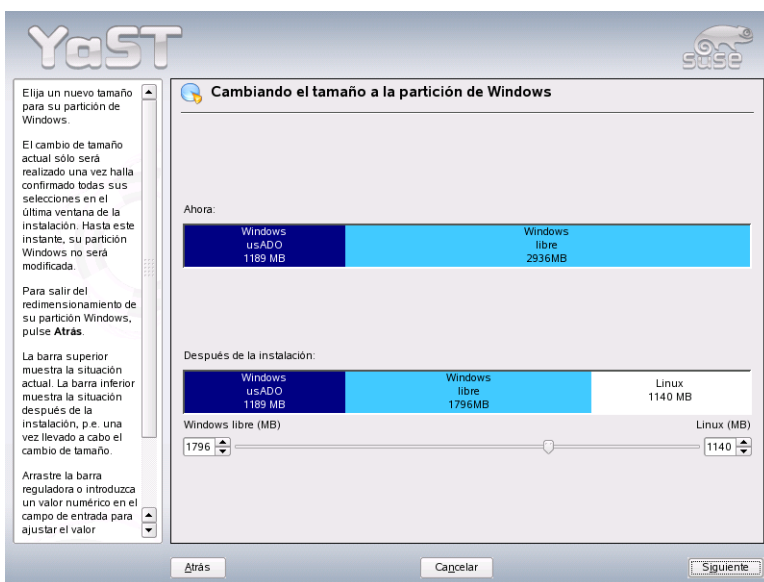 YaST
suse
Elija un nuevo tamaño
para su partición de
Windows.
El cambio de tamaño
actual sólo será
realizado una vez halla
confirmado todas sus
selecciones en el
última ventana de la
instalación. Hasta este
instante, su partición
Windows no será
modificada.
Para salir del
redimensionamiento de
su partición Windows,
pulse Atrás.
La barra superior
muestra la situación
actual. La barra inferior
muestra la situación
después de la
instalación, p.e. una
vez llevado a cabo el
cambio de tamaño.
Arrastre la barra
reguladora o introduzca
un valor numérico en el
campo de entrada para
ajustar el valor
Cambiando el tamaño a la partición de Windows
Ahora:
Windows
usADO
1189 MB
Windows
libre
2936MB
Después de la instalación:
Windows
usADO
1189 MB
Windows
libre
1796MB
Linux
1140 MB
Windows libre (MB)
Linux (MB)
1796
1140
Atrás
Cancelar
Siguiente